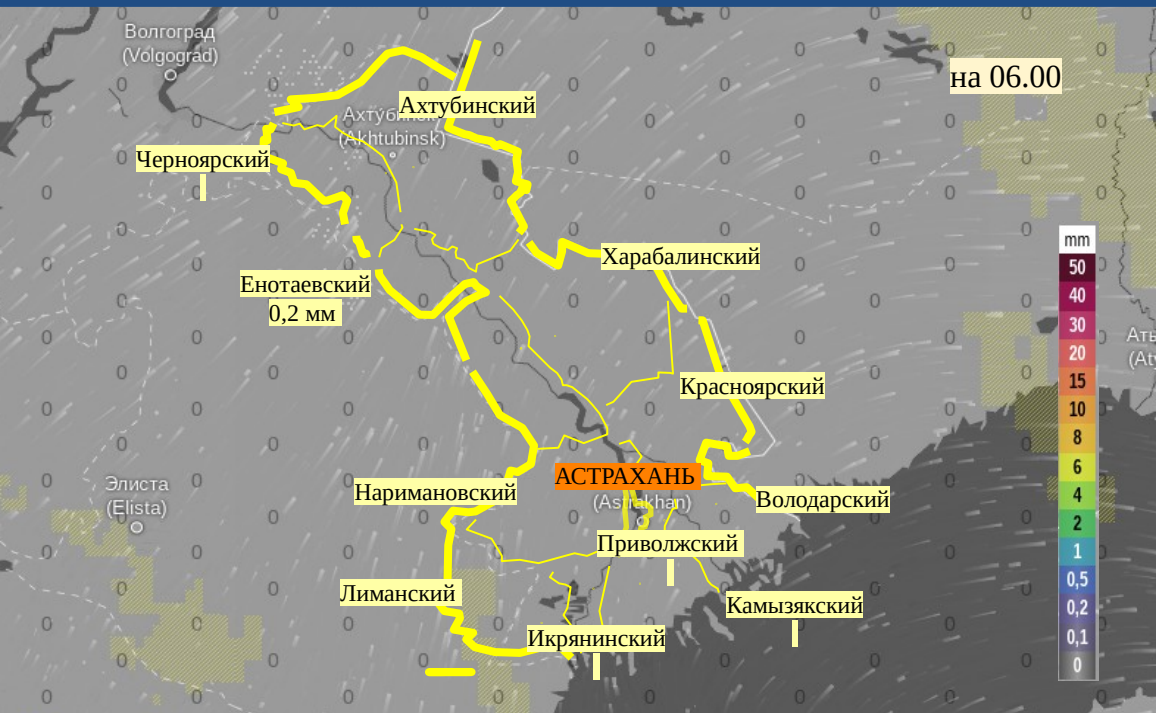 Волгоград
(Volgograd)
на 06.00
Ахтубинский
(Akhtubinsk)
Черноярский
mm
Харабалинский
50
Енотаевский
0,2 мм
40
30
20
15
Красноярский
10
8
6
4
2
1
0,5
0,2
0,1
0
АСТРАХАНЬ
(Astrakhan)
Элиста
(Elista)
Наримановский
Володарский
Приволжский
Лиманский
Камызякский
Икрянинский